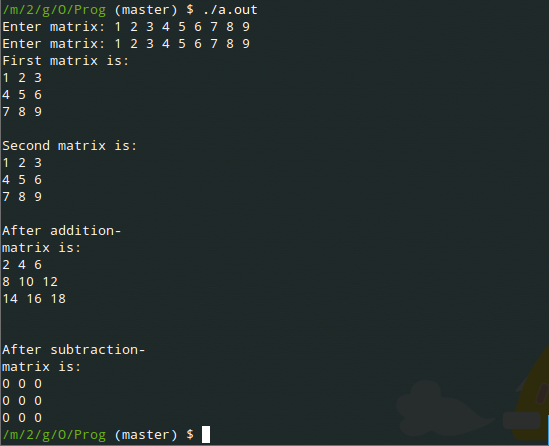 /m/2/g/O/Prog (master) $ ./a.out
Enter matrix: 1 2 3 4 5 6 7 8 9
Enter matrix: 1 2 3 4 5 6 7 8 9
First matrix is:
1 2 3
4 5 6
7 8 9
Second matrix is:
1 2 3
4 5 6
7 8 9
After addition-
matrix is:
2 4 6
8 10 12
14 16 18
After subtraction-
matrix is:
0 0 0
0 0 0
0 0 0
/m/2/g/O/Prog (master) $